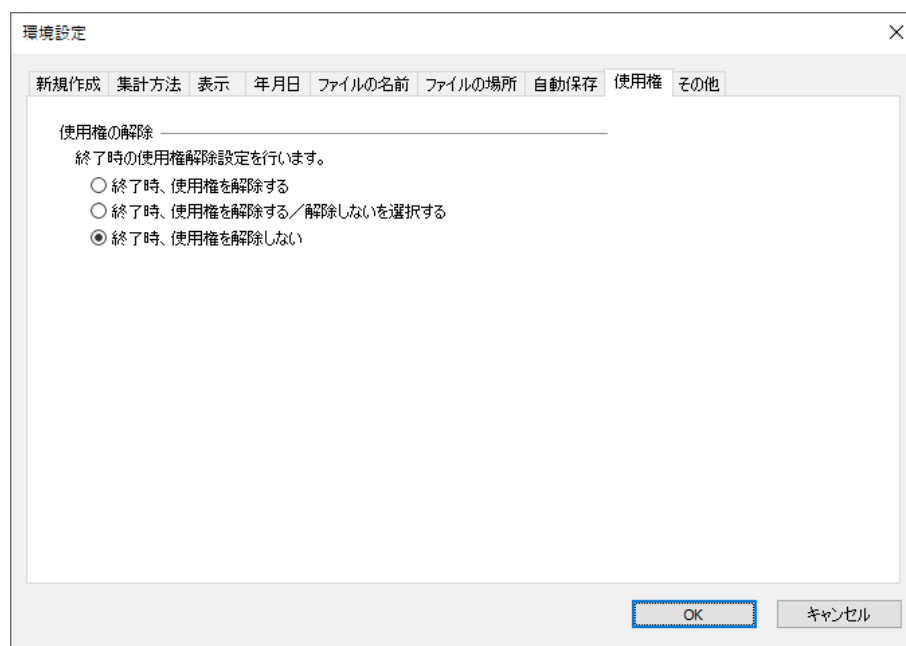 環境設定
新規作成 集計方法 表示 年月日 ファイルの名前 ファイルの場所 自動保存 使用権 その他
使用権の解除
終了時の使用権解除設定を行います。
終了時、使用権を解除する
終了時、使用権を解除する／解除しないを選択する
終了時、使用権を解除しない
OK キャンセル